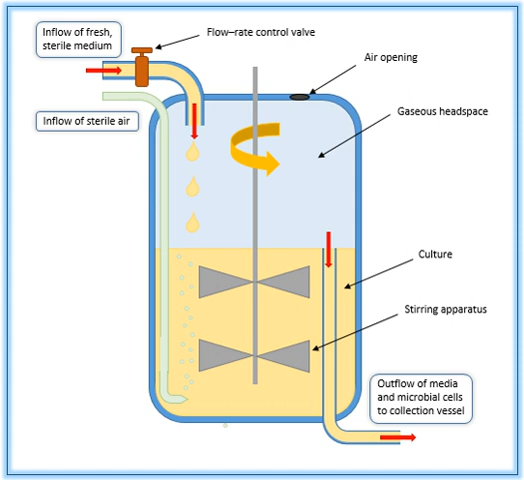 Inflow of fresh,
sterile medium
Flow–rate control valve
Air opening
Gaseous headspace
Inflow of sterile air
Culture
Stirring apparatus
Outflow of media
and microbial cells
to collection vessel